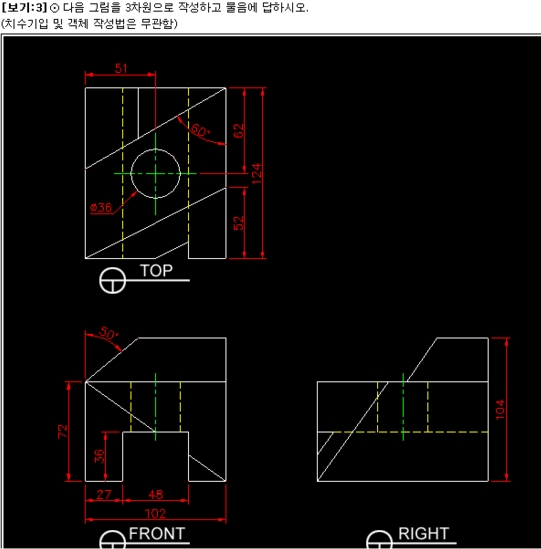 [보기:3] ⊙ 다음 그림을 3차원으로 작성하고 물음에 답하시오.
(치수기입 및 객체 작성법은 무관함)
51
60°
62
124
ø36
52
TOP
50°
72
36
104
27
48
102
FRONT
RIGHT